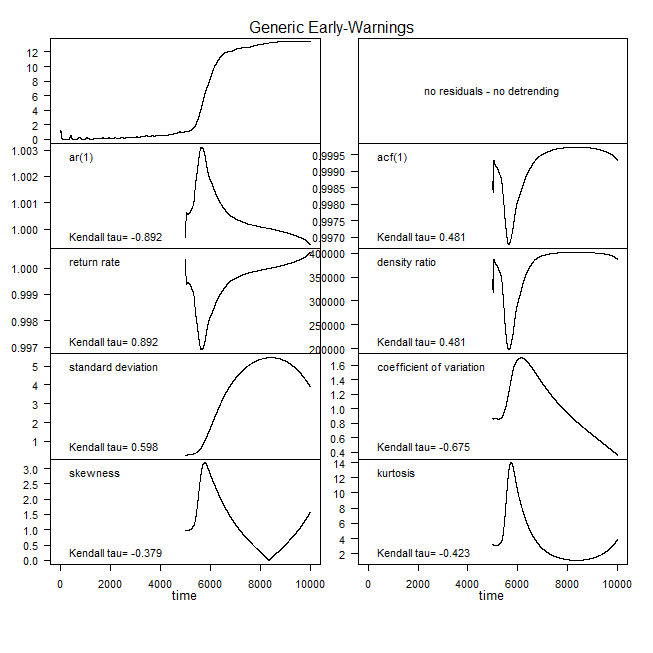 Generic Early-Warnings
12
10
8
6
4
2
0
no residuals - no detrending
1.003
1.002
1.001
1.000
ar(1)
Kendall tau= -0.892
0.9995
0.9990
0.9985
0.9980
0.9975
0.9970
acf(1)
Kendall tau= 0.481
1.000
0.999
0.998
0.997
return rate
Kendall tau= 0.892
400000
350000
300000
250000
200000
density ratio
Kendall tau= 0.481
5
4
3
2
1
standard deviation
Kendall tau= 0.598
1.6
1.4
1.2
1.0
0.8
0.6
0.4
coefficient of variation
Kendall tau= -0.675
3.0
2.5
2.0
1.5
1.0
0.5
0.0
skewness
Kendall tau= -0.379
0 2000 4000 6000 8000 10000
time
14
12
10
8
6
4
2
kurtosis
Kendall tau= -0.423
0 2000 4000 6000 8000 10000
time